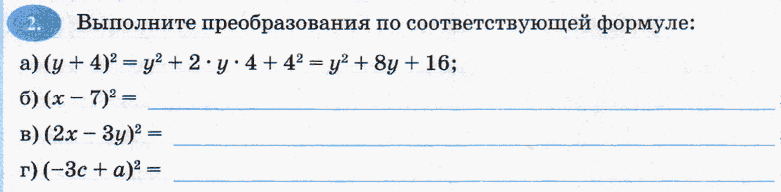 2. Выполните преобразования по соответствующей формуле:
а) (y + 4)² = y² + 2 · y · 4 + 4² = y² + 8y + 16;
б) (x − 7)² =
в) (2x − 3y)² =
г) (−3c + a)² =